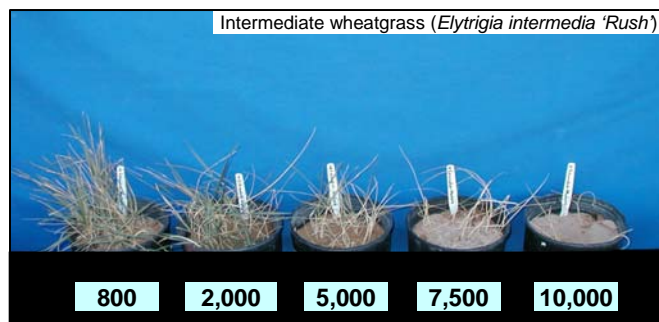 Intermediate wheatgrass (Elytrigia intermedia ‘Rush’)
800 2,000 5,000 7,500 10,000